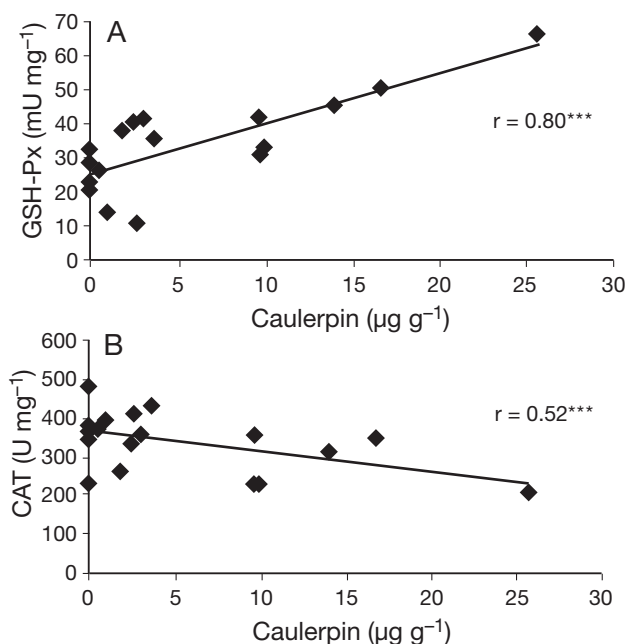 A
70
60
50
40
30
20
10
0
GSH-Px (mU mg⁻¹)
r = 0.80***
0 5 10 15 20 25 30
Caulerpin (µg g⁻¹)
B
600
500
400
300
200
100
0
CAT (U mg⁻¹)
r = 0.52***
0 5 10 15 20 25 30
Caulerpin (µg g⁻¹)